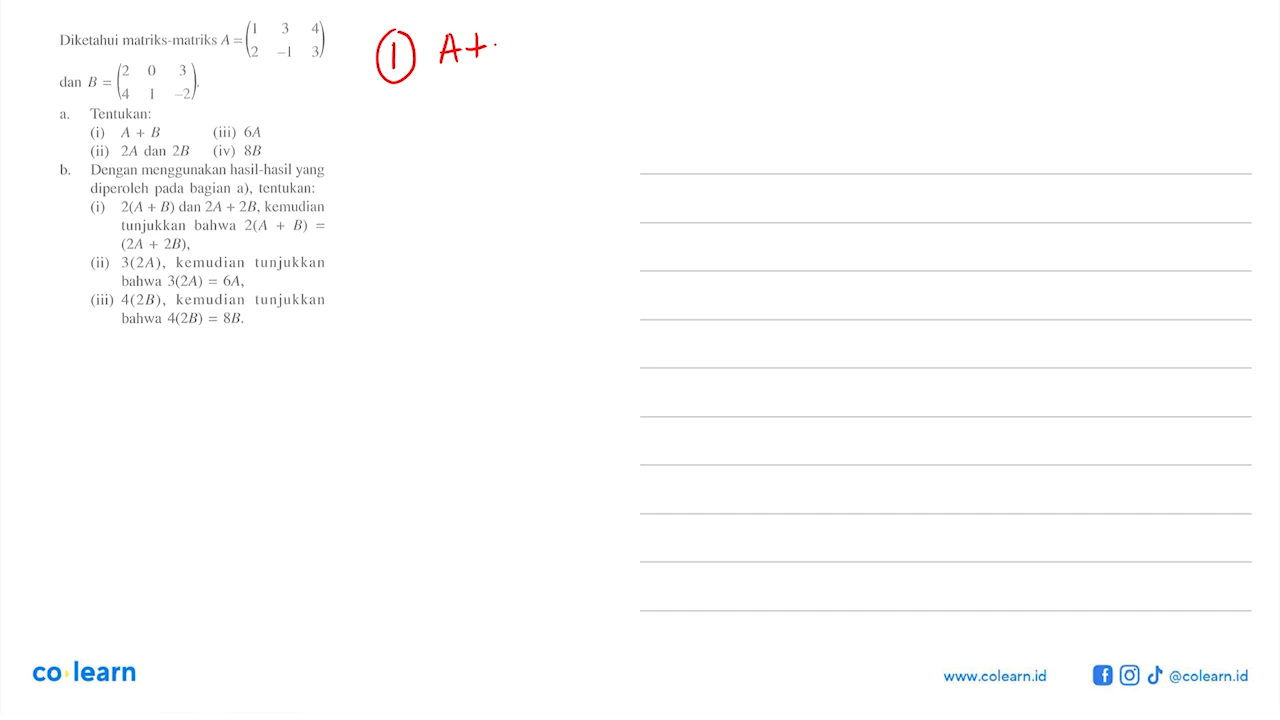 Diketahui matriks-matriks A = (1 3 4
2 –1 3)
dan B = (2 0 3
4 1 –2).
a. Tentukan:
(i) A + B (iii) 6A
(ii) 2A dan 2B (iv) 8B
b. Dengan menggunakan hasil-hasil yang
diperoleh pada bagian a), tentukan:
(i) 2(A + B) dan 2A + 2B, kemudian
tunjukkan bahwa 2(A + B) =
(2A + 2B),
(ii) 3(2A), kemudian tunjukkan
bahwa 3(2A) = 6A,
(iii) 4(2B), kemudian tunjukkan
bahwa 4(2B) = 8B.
1 A+
co learn
www.colearn.id
@colearn.id